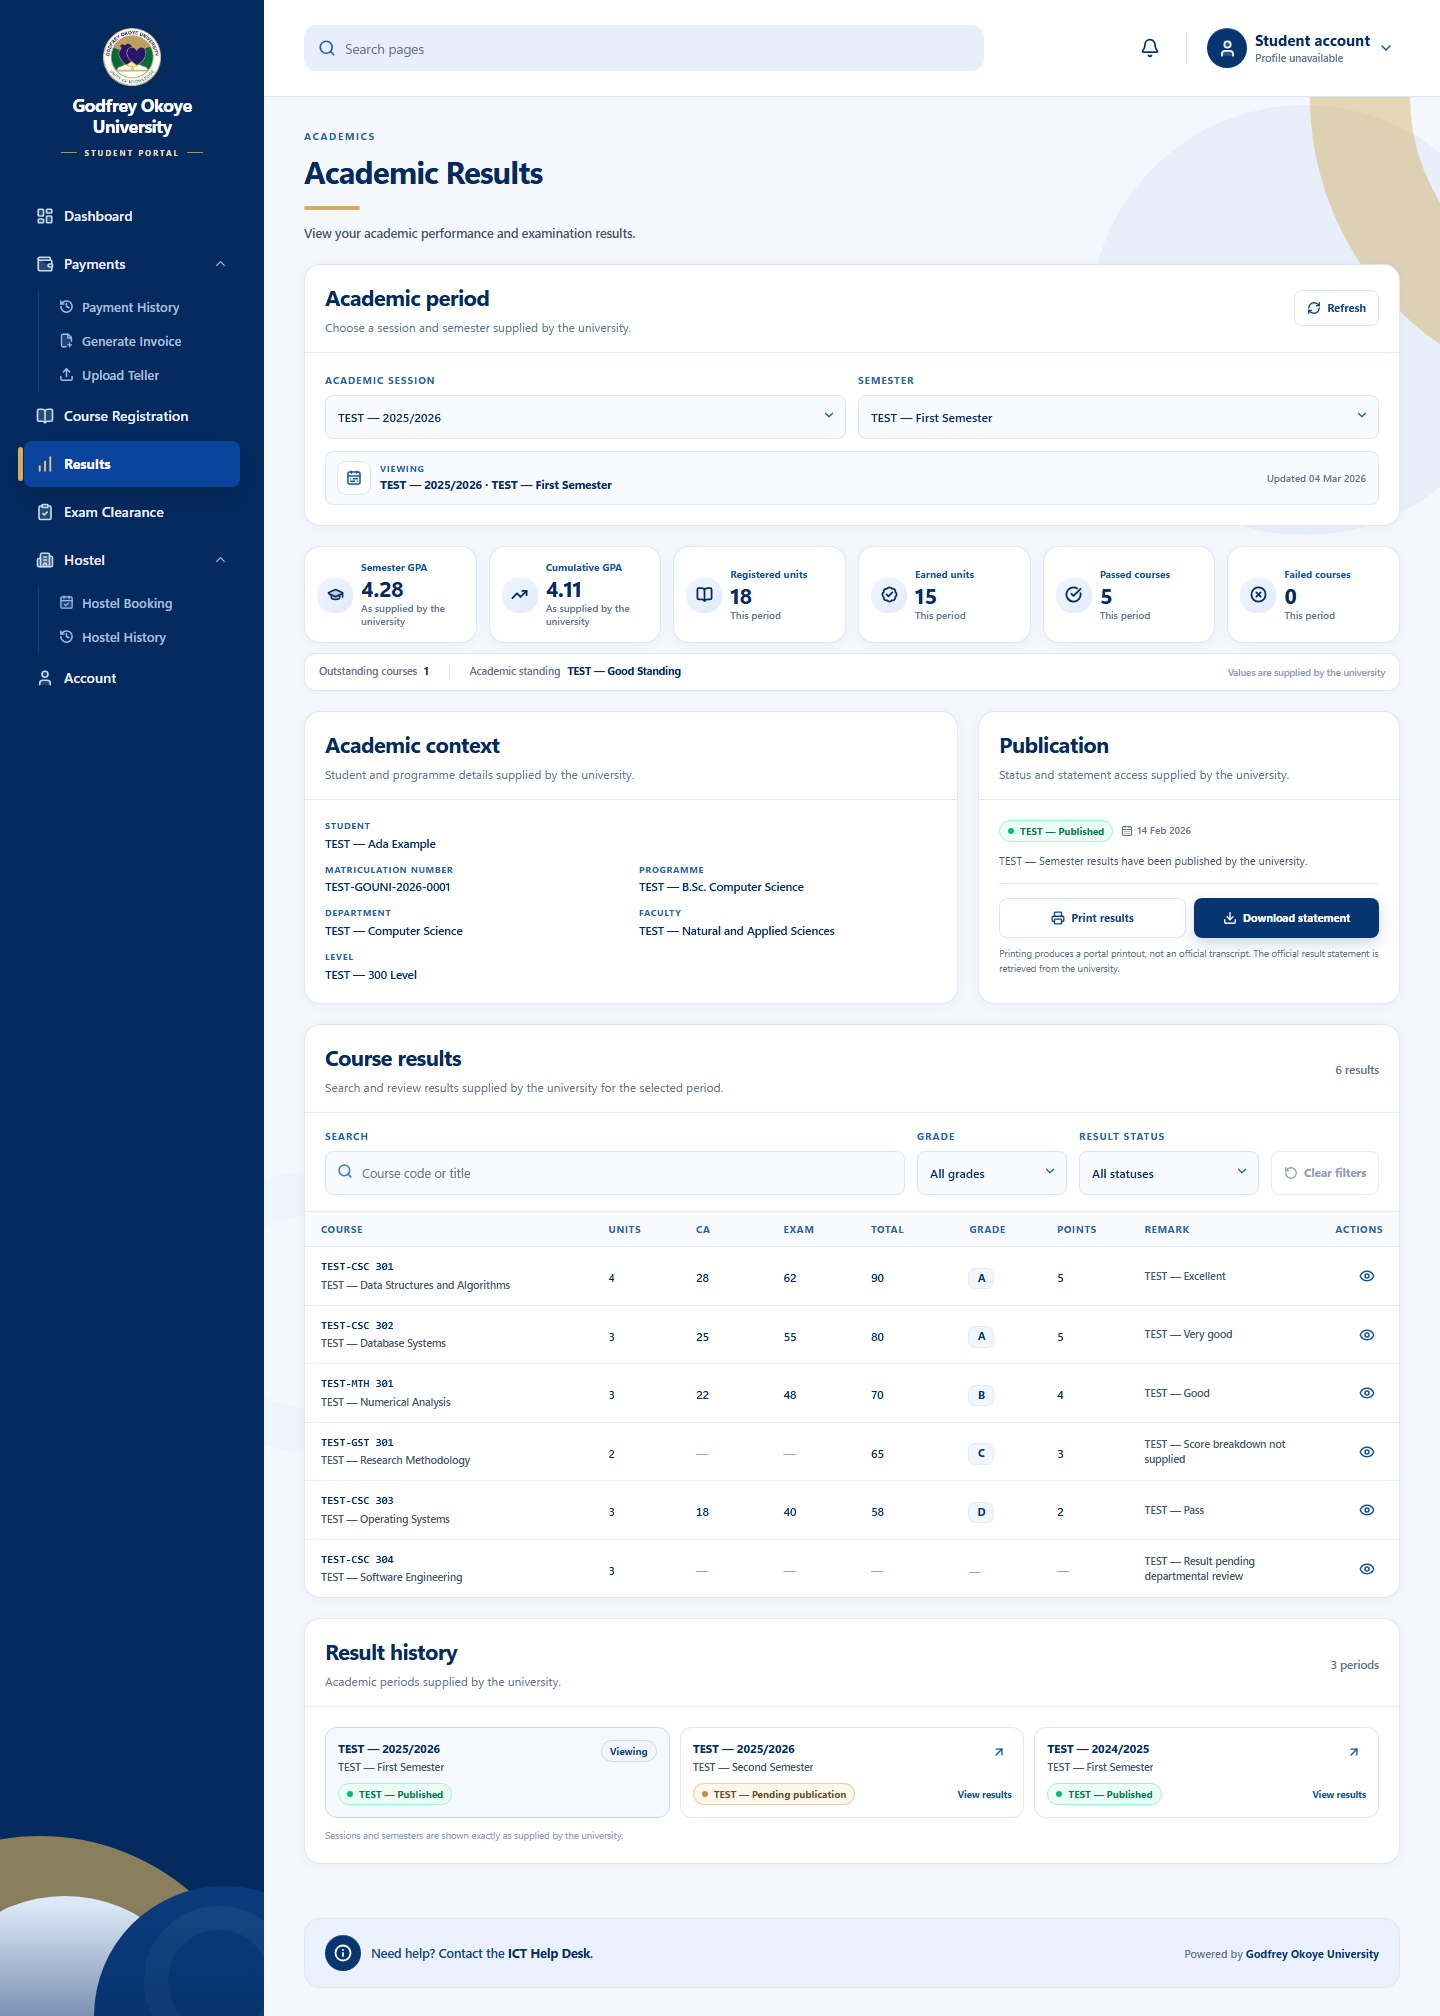 Godfrey Okoye
University
STUDENT PORTAL
Dashboard
Payments
Payment History
Generate Invoice
Upload Teller
Course Registration
Results
Exam Clearance
Hostel
Hostel Booking
Hostel History
Account
Search pages
Student account
Profile unavailable
ACADEMICS
Academic Results
View your academic performance and examination results.
Academic period
Choose a session and semester supplied by the university.
Refresh
ACADEMIC SESSION
SEMESTER
TEST — 2025/2026
TEST — First Semester
VIEWING
TEST — 2025/2026 · TEST — First Semester
Updated 04 Mar 2026
Semester GPA
4.28
As supplied by the
university
Cumulative GPA
4.11
As supplied by the
university
Registered units
18
This period
Earned units
15
This period
Passed courses
5
This period
Failed courses
0
This period
Outstanding courses 1
Academic standing TEST — Good Standing
Values are supplied by the university
Academic context
Student and programme details supplied by the university.
STUDENT
TEST — Ada Example
MATRICULATION NUMBER
TEST-GOUNI-2026-0001
PROGRAMME
TEST — B.Sc. Computer Science
DEPARTMENT
TEST — Computer Science
FACULTY
TEST — Natural and Applied Sciences
LEVEL
TEST — 300 Level
Publication
Status and statement access supplied by the university.
TEST — Published
14 Feb 2026
TEST — Semester results have been published by the university.
Print results
Download statement
Printing produces a portal printout, not an official transcript. The official result statement is
retrieved from the university.
Course results
Search and review results supplied by the university for the selected period.
6 results
SEARCH
GRADE
RESULT STATUS
Course code or title
All grades
All statuses
Clear filters
COURSE UNITS CA EXAM TOTAL GRADE POINTS REMARK ACTIONS
TEST-CSC 301
TEST — Data Structures and Algorithms
4 28 62 90 A 5 TEST — Excellent
TEST-CSC 302
TEST — Database Systems
3 25 55 80 A 5 TEST — Very good
TEST-MTH 301
TEST — Numerical Analysis
3 22 48 70 B 4 TEST — Good
TEST-GST 301
TEST — Research Methodology
2 — — 65 C 3 TEST — Score breakdown not
supplied
TEST-CSC 303
TEST — Operating Systems
3 18 40 58 D 2 TEST — Pass
TEST-CSC 304
TEST — Software Engineering
3 — — — — — TEST — Result pending
departmental review
Result history
Academic periods supplied by the university.
3 periods
TEST — 2025/2026
TEST — First Semester
TEST — Published
Viewing
TEST — 2025/2026
TEST — Second Semester
TEST — Pending publication
View results
TEST — 2024/2025
TEST — First Semester
TEST — Published
View results
Sessions and semesters are shown exactly as supplied by the university.
Need help? Contact the ICT Help Desk.
Powered by Godfrey Okoye University